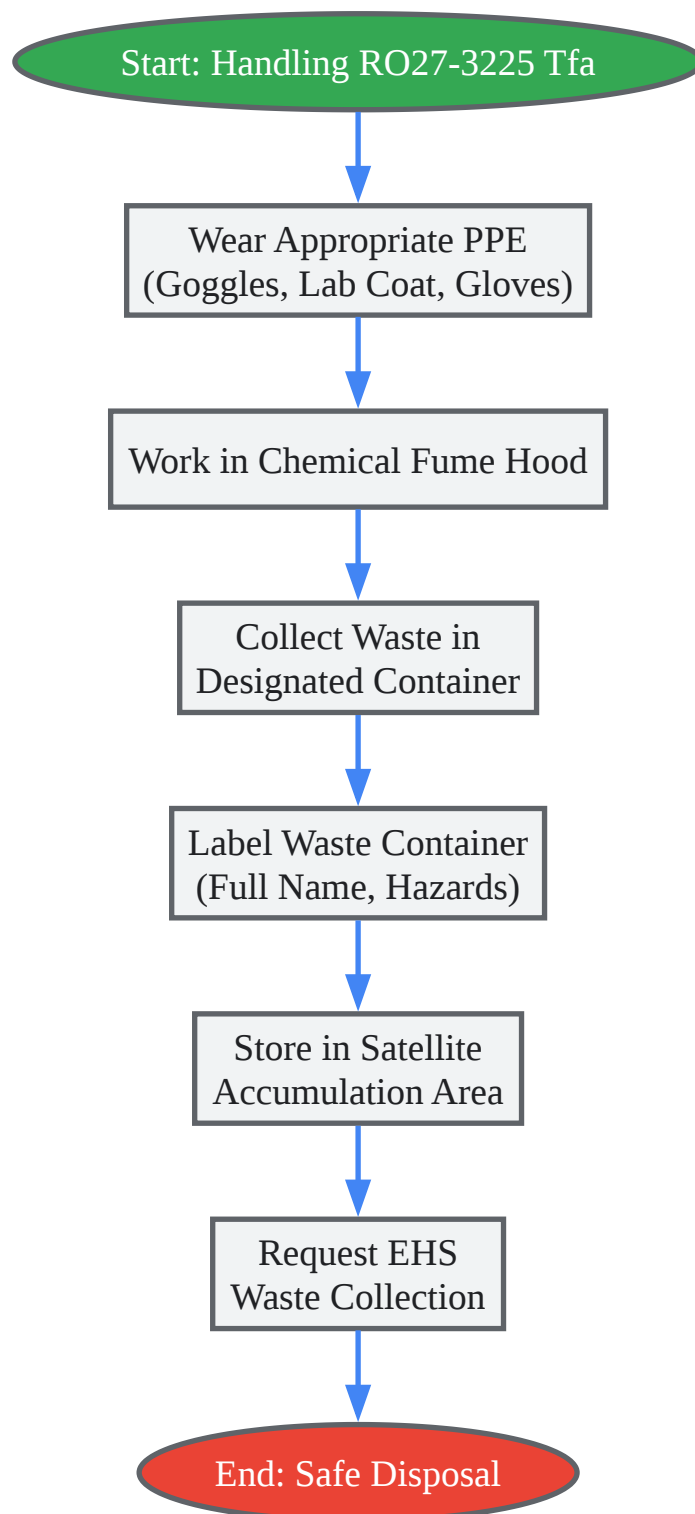 Start: Handling RO27-3225 Tfa
Wear Appropriate PPE
(Goggles, Lab Coat, Gloves)
Work in Chemical Fume Hood
Collect Waste in
Designated Container
Label Waste Container
(Full Name, Hazards)
Store in Satellite
Accumulation Area
Request EHS
Waste Collection
End: Safe Disposal